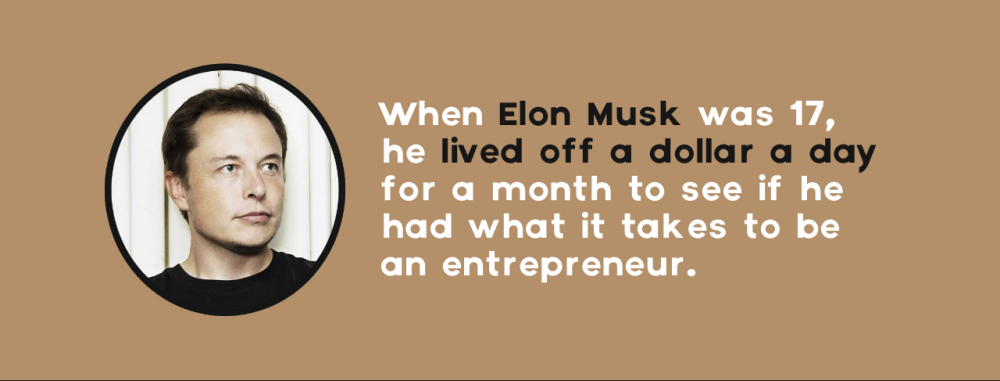 When Elon Musk was 17,
he lived off a dollar a day
for a month to see if he
had what it takes to be
an entrepreneur.